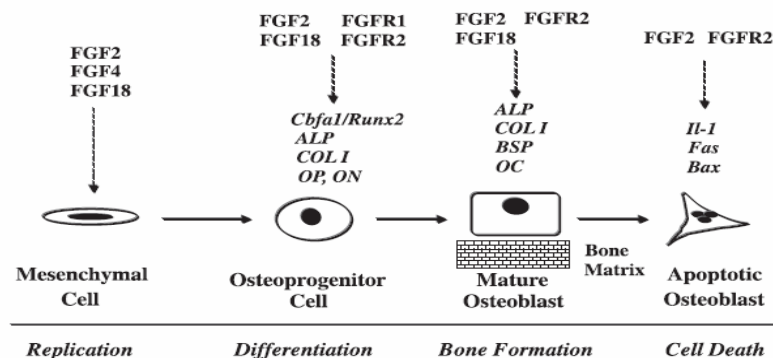 FGF2
FGF4
FGF18
Mesenchymal
Cell
Replication
FGF2 FGFR1
FGF18 FGFR2
Cbfa1/Runx2
ALP
COL I
OP, ON
Osteoprogenitor
Cell
Differentiation
FGF2 FGFR2
FGF18
ALP
COL I
BSP
OC
Mature
Osteoblast
Bone Formation
Bone
Matrix
FGF2 FGFR2
Il-1
Fas
Bax
Apoptotic
Osteoblast
Cell Death